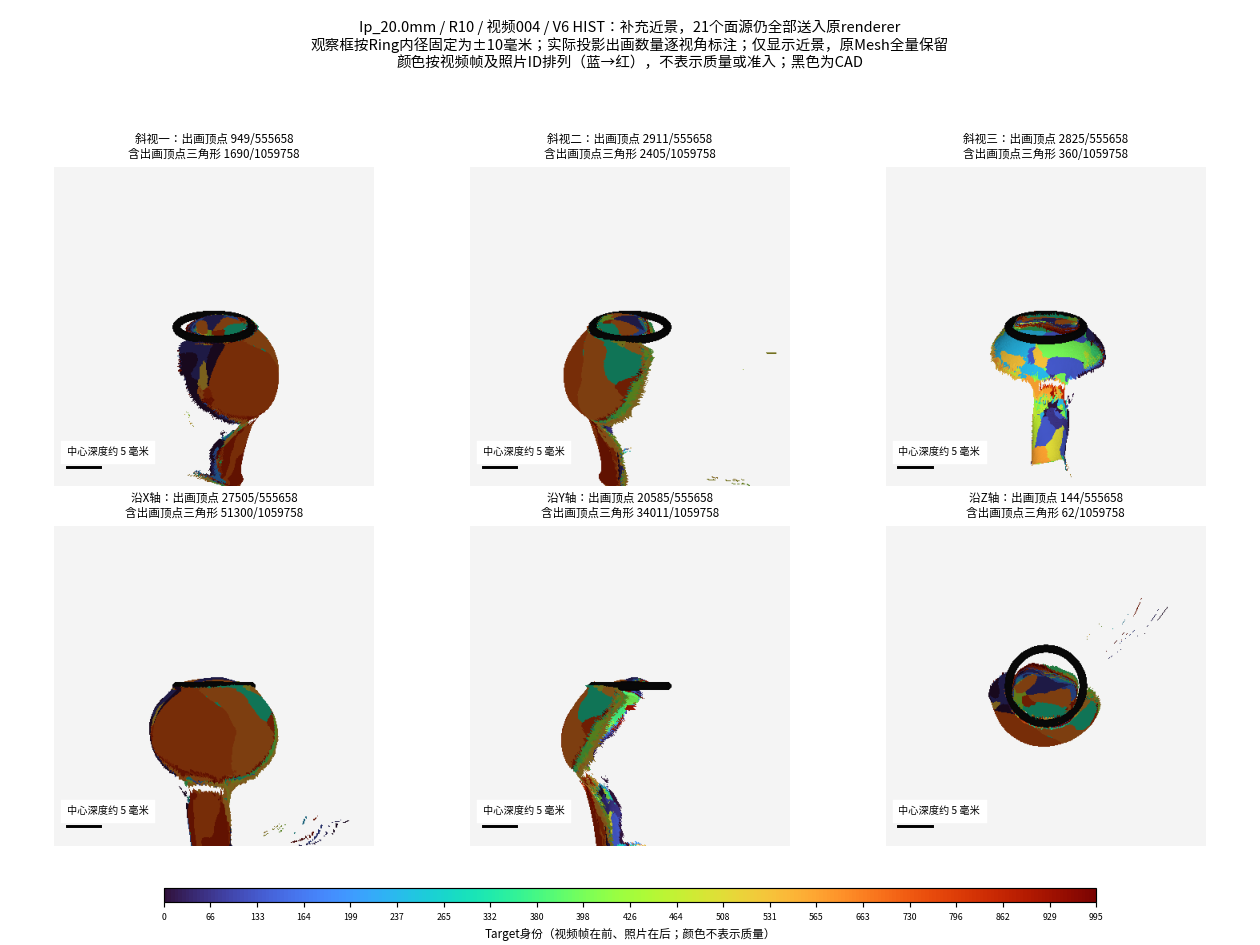 Ip_20.0mm / R10 / 视频004 / V6 HIST：补充近景，21个面源仍全部送入原renderer
观察框按Ring内径固定为±10毫米；实际投影出画数量逐视角标注；仅显示近景，原Mesh全量保留
颜色按视频帧及照片ID排列（蓝→红），不表示质量或准入；黑色为CAD
斜视一：出画顶点 949/555658
含出画顶点三角形 1690/1059758
斜视二：出画顶点 2911/555658
含出画顶点三角形 2405/1059758
斜视三：出画顶点 2825/555658
含出画顶点三角形 360/1059758
中心深度约 5 毫米
中心深度约 5 毫米
中心深度约 5 毫米
沿X轴：出画顶点 27505/555658
含出画顶点三角形 51300/1059758
沿Y轴：出画顶点 20585/555658
含出画顶点三角形 34011/1059758
沿Z轴：出画顶点 144/555658
含出画顶点三角形 62/1059758
中心深度约 5 毫米
中心深度约 5 毫米
中心深度约 5 毫米
0 66 133 164 199 237 265 332 380 398 426 464 508 531 565 663 730 796 862 929 995
Target身份（视频帧在前、照片在后；颜色不表示质量）